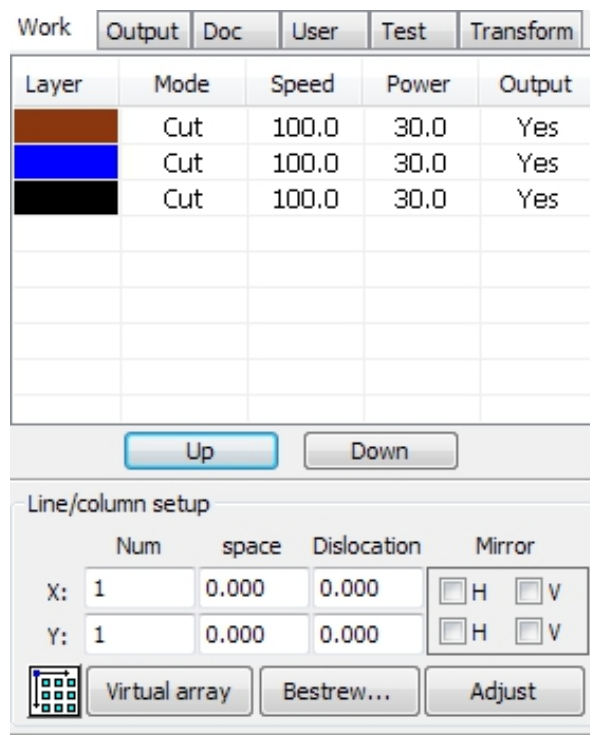 Work Output Doc User Test Transform
Layer Mode Speed Power Output
Cut 100.0 30.0 Yes
Cut 100.0 30.0 Yes
Cut 100.0 30.0 Yes
Up Down
Line/column setup
Num space Dislocation Mirror
X: 1 0.000 0.000 H V
Y: 1 0.000 0.000 H V
Virtual array Bestrew... Adjust